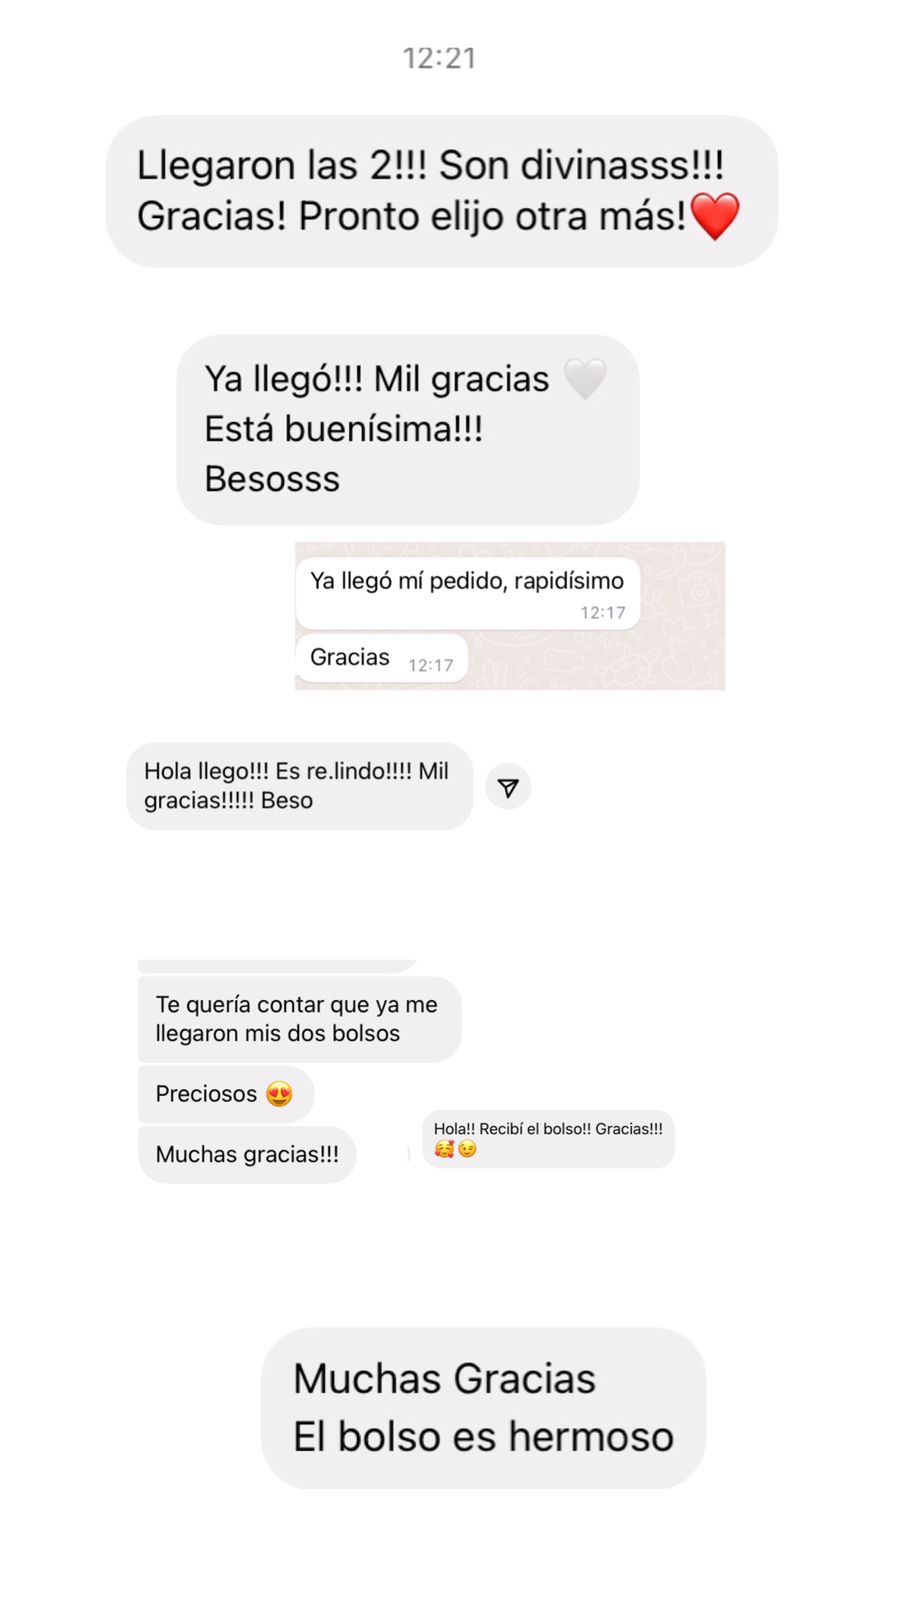 12:21
Llegaron las 2!!! Son divinasss!!!
Gracias! Pronto elijo otra más!❤️
Ya llegó!!! Mil gracias 🤍
Está buenísima!!!
Besosss
Ya llegó mí pedido, rapidísimo
12:17
Gracias 12:17
Hola llego!!! Es re.lindo!!!! Mil
gracias!!!!! Beso
Te quería contar que ya me
llegaron mis dos bolsos
Preciosos 😍
Muchas gracias!!!
Hola!! Recibí el bolso!! Gracias!!!
🥰😉
Muchas Gracias
El bolso es hermoso